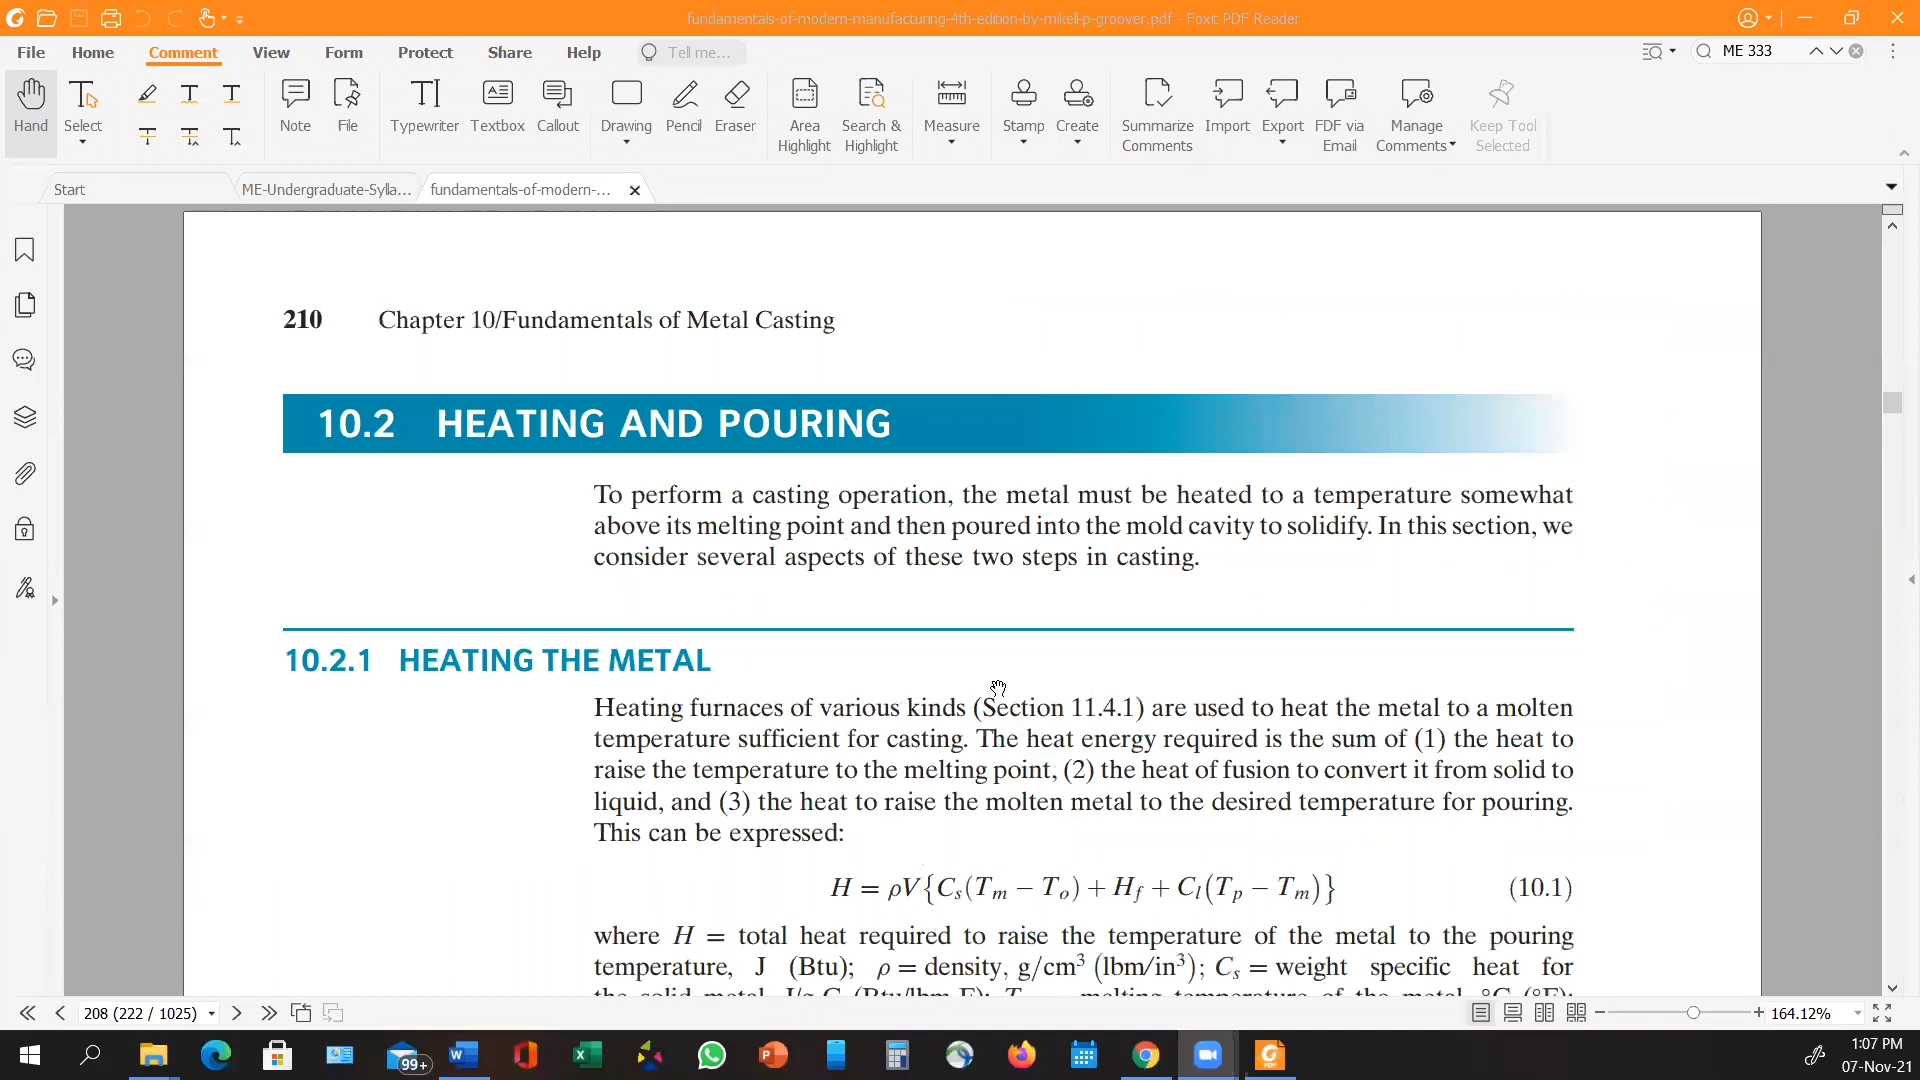 fundamentals-of-modern-manufacturing-4th-edition-by-mikell-p-groover.pdf - Foxit PDF Reader
File Home Comment View Form Protect Share Help Tell me... ME 333
Hand Select Note File Typewriter Textbox Callout Drawing Pencil Eraser Area Highlight Search & Highlight Measure Stamp Create Summarize Comments Import Export FDF via Email Manage Comments Keep Tool Selected
Start ME-Undergraduate-Sylla... fundamentals-of-modern-...
210 Chapter 10/Fundamentals of Metal Casting
10.2 HEATING AND POURING
To perform a casting operation, the metal must be heated to a temperature somewhat
above its melting point and then poured into the mold cavity to solidify. In this section, we
consider several aspects of these two steps in casting.
10.2.1 HEATING THE METAL
Heating furnaces of various kinds (Section 11.4.1) are used to heat the metal to a molten
temperature sufficient for casting. The heat energy required is the sum of (1) the heat to
raise the temperature to the melting point, (2) the heat of fusion to convert it from solid to
liquid, and (3) the heat to raise the molten metal to the desired temperature for pouring.
This can be expressed:
H = ρV{Cs(Tm − To) + Hf + Cl(Tp − Tm)} (10.1)
where H = total heat required to raise the temperature of the metal to the pouring
temperature, J (Btu); ρ = density, g/cm³ (lbm/in³); Cs = weight specific heat for
208 (222 / 1025) 164.12%
99+
1:07 PM
07-Nov-21